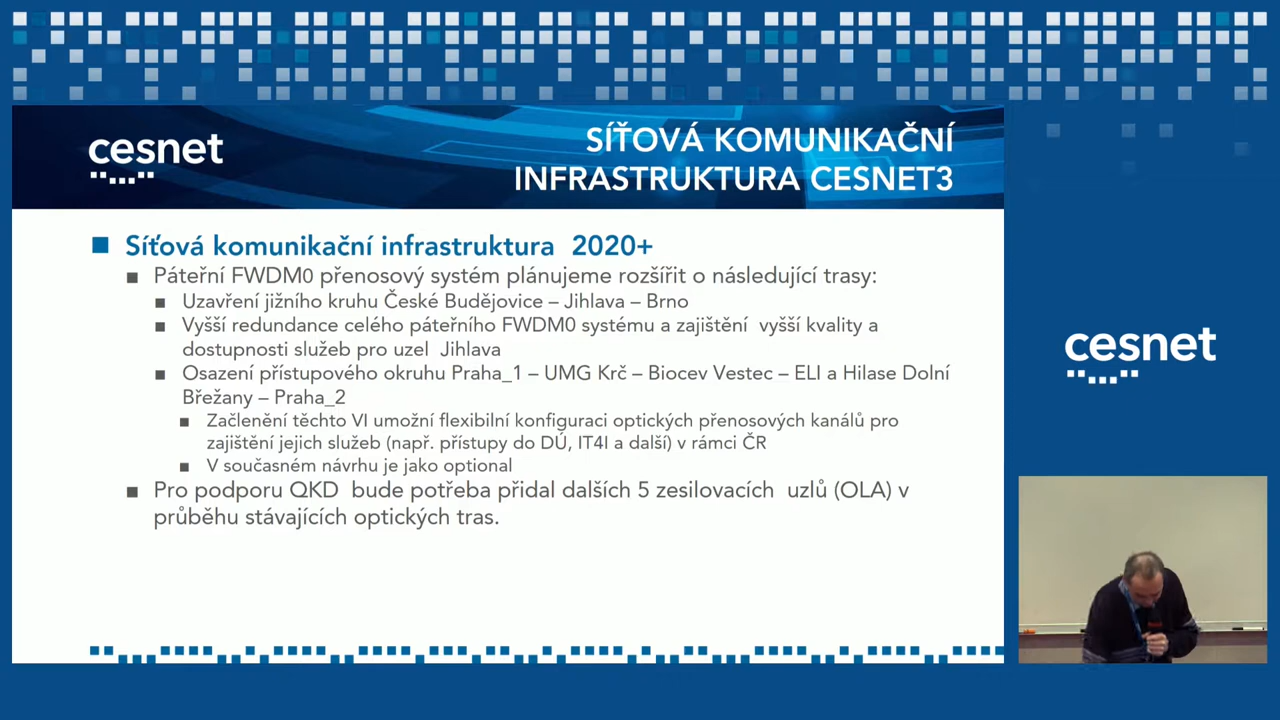 cesnet
SÍŤOVÁ KOMUNIKAČNÍ
INFRASTRUKTURA CESNET3
Síťová komunikační infrastruktura 2020+
Páteřní FWDM0 přenosový systém plánujeme rozšířit o následující trasy:
Uzavření jižního kruhu České Budějovice – Jihlava – Brno
Vyšší redundance celého páteřního FWDM0 systému a zajištění vyšší kvality a
dostupnosti služeb pro uzel Jihlava
Osazení přístupového okruhu Praha_1 – UMG Krč – Biocev Vestec – ELI a Hilase Dolní
Břežany – Praha_2
Začlenění těchto VI umožní flexibilní konfiguraci optických přenosových kanálů pro
zajištění jejich služeb (např. přístupy do DÚ, IT4I a další) v rámci ČR
V současném návrhu je jako optional
Pro podporu QKD bude potřeba přidal dalších 5 zesilovacích uzlů (OLA) v
průběhu stávajících optických tras.
cesnet